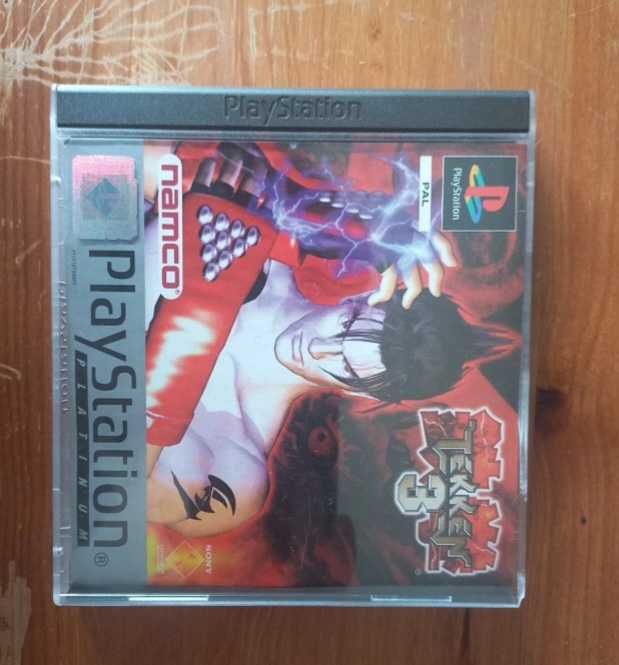 PlayStation
PlayStation
PAL
TEKKEN
3
namco®
SONY
PlayStation®
PLATINUM